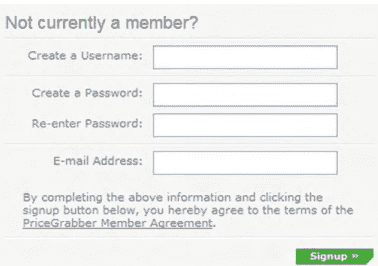 Not currently a member?
Create a Username:
Create a Password:
Re-enter Password:
E-mail Address:
By completing the above information and clicking the
signup button below, you hereby agree to the terms of the
PriceGrabber Member Agreement.
Signup »